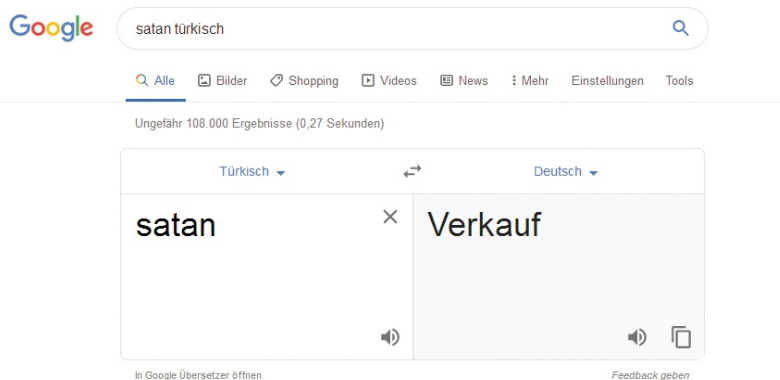 Google satan türkisch
Alle Bilder Shopping Videos News Mehr Einstellungen Tools
Ungefähr 108.000 Ergebnisse (0,27 Sekunden)
Türkisch Deutsch
satan Verkauf
In Google Übersetzer öffnen Feedback geben